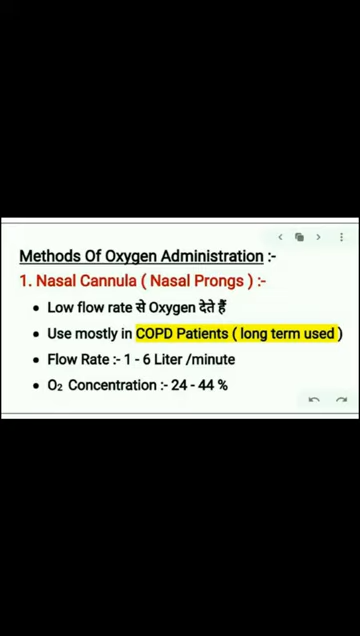 Methods Of Oxygen Administration :-
1. Nasal Cannula ( Nasal Prongs ) :-
• Low flow rate से Oxygen देते हैं
• Use mostly in COPD Patients ( long term used )
• Flow Rate :- 1 - 6 Liter /minute
• O₂ Concentration :- 24 - 44 %